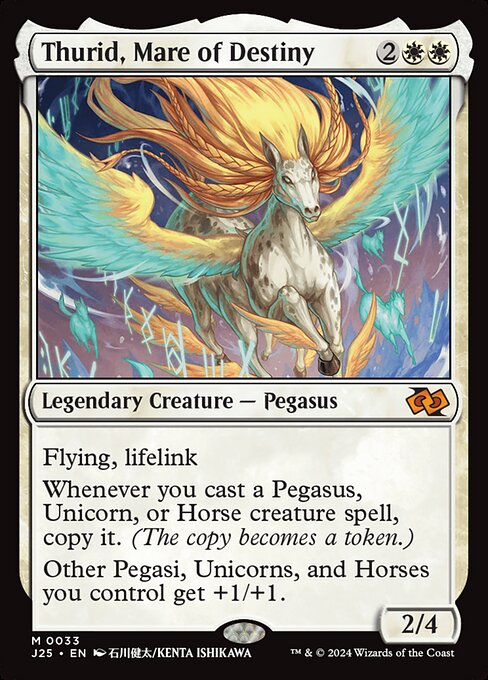 Thurid, Mare of Destiny 2
Legendary Creature — Pegasus
Flying, lifelink
Whenever you cast a Pegasus,
Unicorn, or Horse creature spell,
copy it. (The copy becomes a token.)
Other Pegasi, Unicorns, and Horses
you control get +1/+1.
2/4
M 0033
J25 • EN 石川健太/KENTA ISHIKAWA
™ & © 2024 Wizards of the Coast